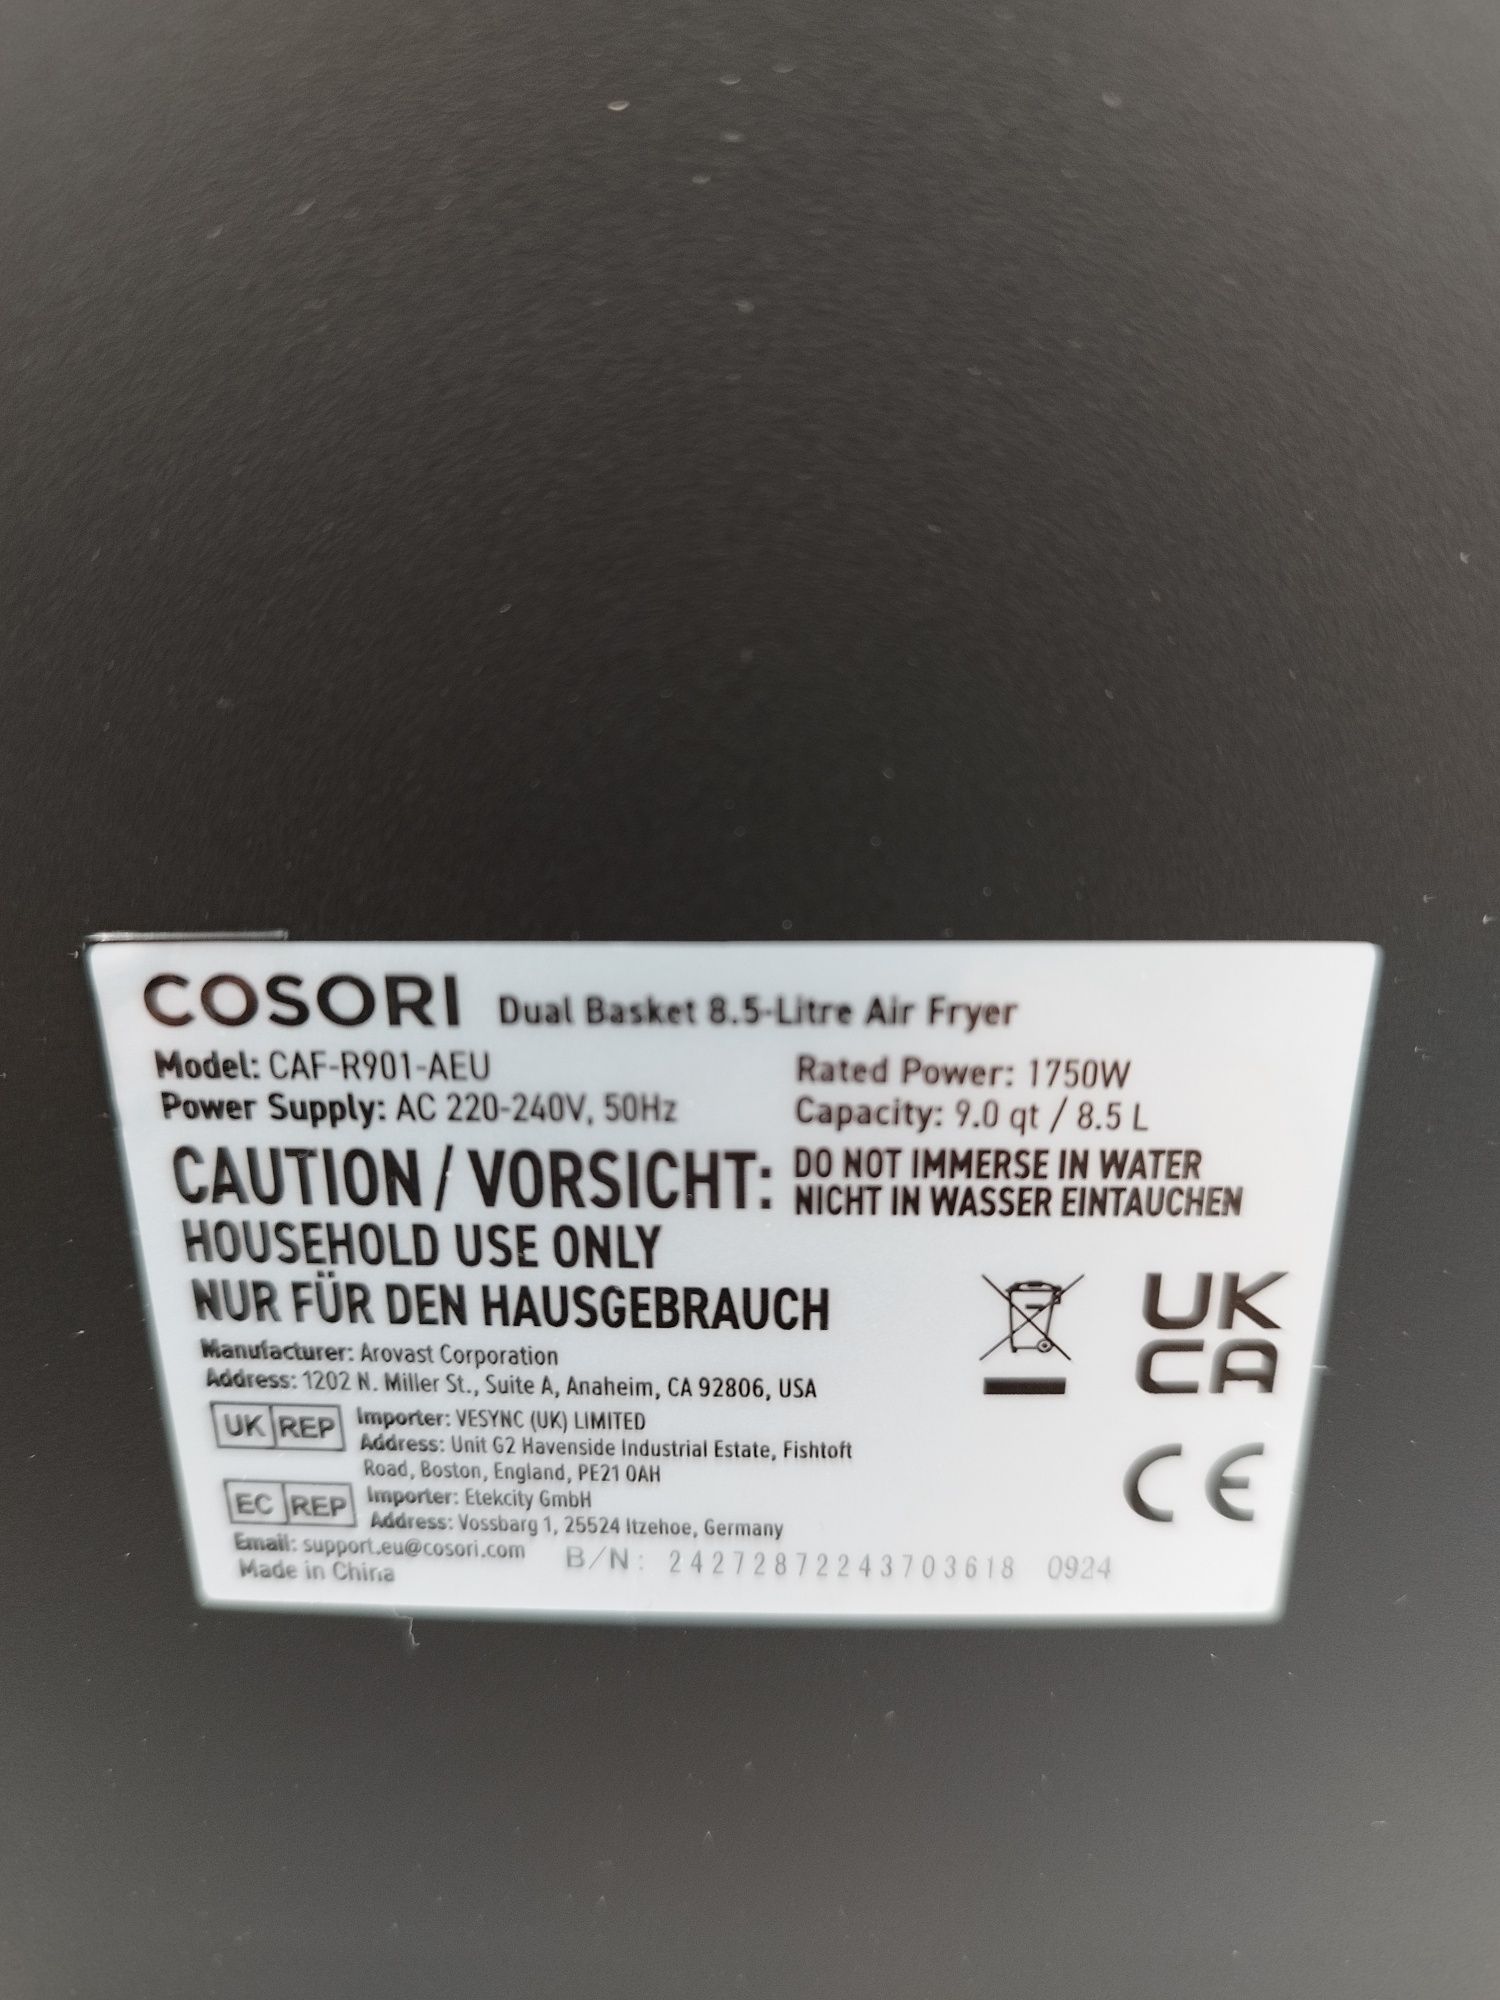 COSORI Dual Basket 8.5-Litre Air Fryer
Model: CAF-R901-AEU Rated Power: 1750W
Power Supply: AC 220-240V, 50Hz Capacity: 9.0 qt / 8.5 L
CAUTION / VORSICHT: DO NOT IMMERSE IN WATER
NICHT IN WASSER EINTAUCHEN
HOUSEHOLD USE ONLY
NUR FÜR DEN HAUSGEBRAUCH
UK
CA
Manufacturer: Arovast Corporation
Address: 1202 N. Miller St., Suite A, Anaheim, CA 92806, USA
UK REP Importer: VESYNC (UK) LIMITED
Address: Unit G2 Havenside Industrial Estate, Fishtoft
Road, Boston, England, PE21 0AH
CE
EC REP Importer: Etekcity GmbH
Address: Vossbarg 1, 25524 Itzehoe, Germany
Email: support.eu@cosori.com B/N: 24272872243703618 0924
Made in China